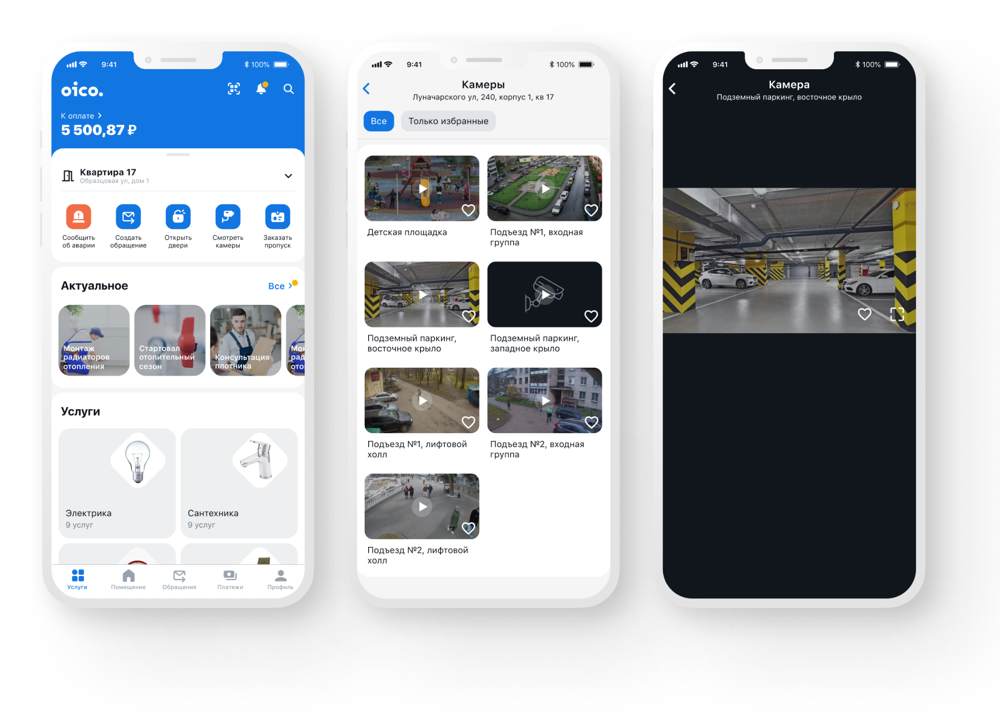 9:41
100%
oico.
К оплате
5 500,87 ₽
Квартира 17
Образцовая ул, дом 1
Сообщить
об аварии
Создать
обращение
Открыть
двери
Смотреть
камеры
Заказать
пропуск
Актуальное
Все
Монтаж
радиаторов
отопления
Стартовал
отопительный
сезон
Консультация
плотника
Мон
рад
ото
Услуги
Электрика
9 услуг
Сантехника
9 услуг
Услуги
Помещение
Обращения
Платежи
Профиль
9:41
100%
Камеры
Луначарского ул, 240, корпус 1, кв 17
Все
Только избранные
Детская площадка
Подъезд №1, входная
группа
Подземный паркинг,
восточное крыло
Подземный паркинг,
западное крыло
Подъезд №1, лифтовой
холл
Подъезд №2, входная
группа
Подъезд №2, лифтовой
холл
9:41
100%
Камера
Подземный паркинг, восточное крыло